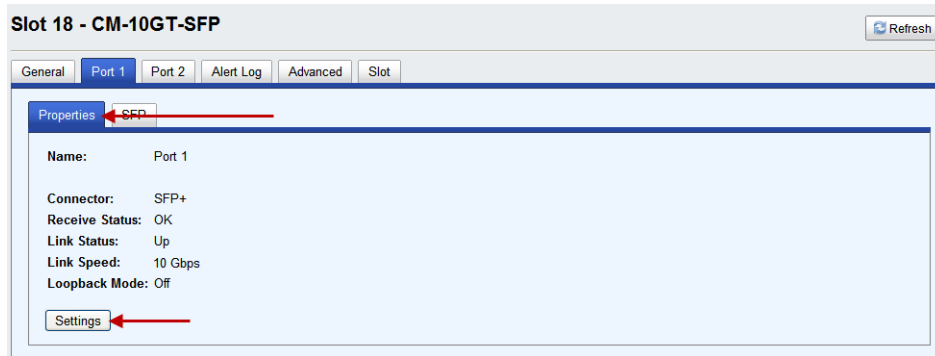 Slot 18 - CM-10GT-SFP
Refresh
General Port 1 Port 2 Alert Log Advanced Slot
Properties SFP
Name: Port 1
Connector: SFP+
Receive Status: OK
Link Status: Up
Link Speed: 10 Gbps
Loopback Mode: Off
Settings